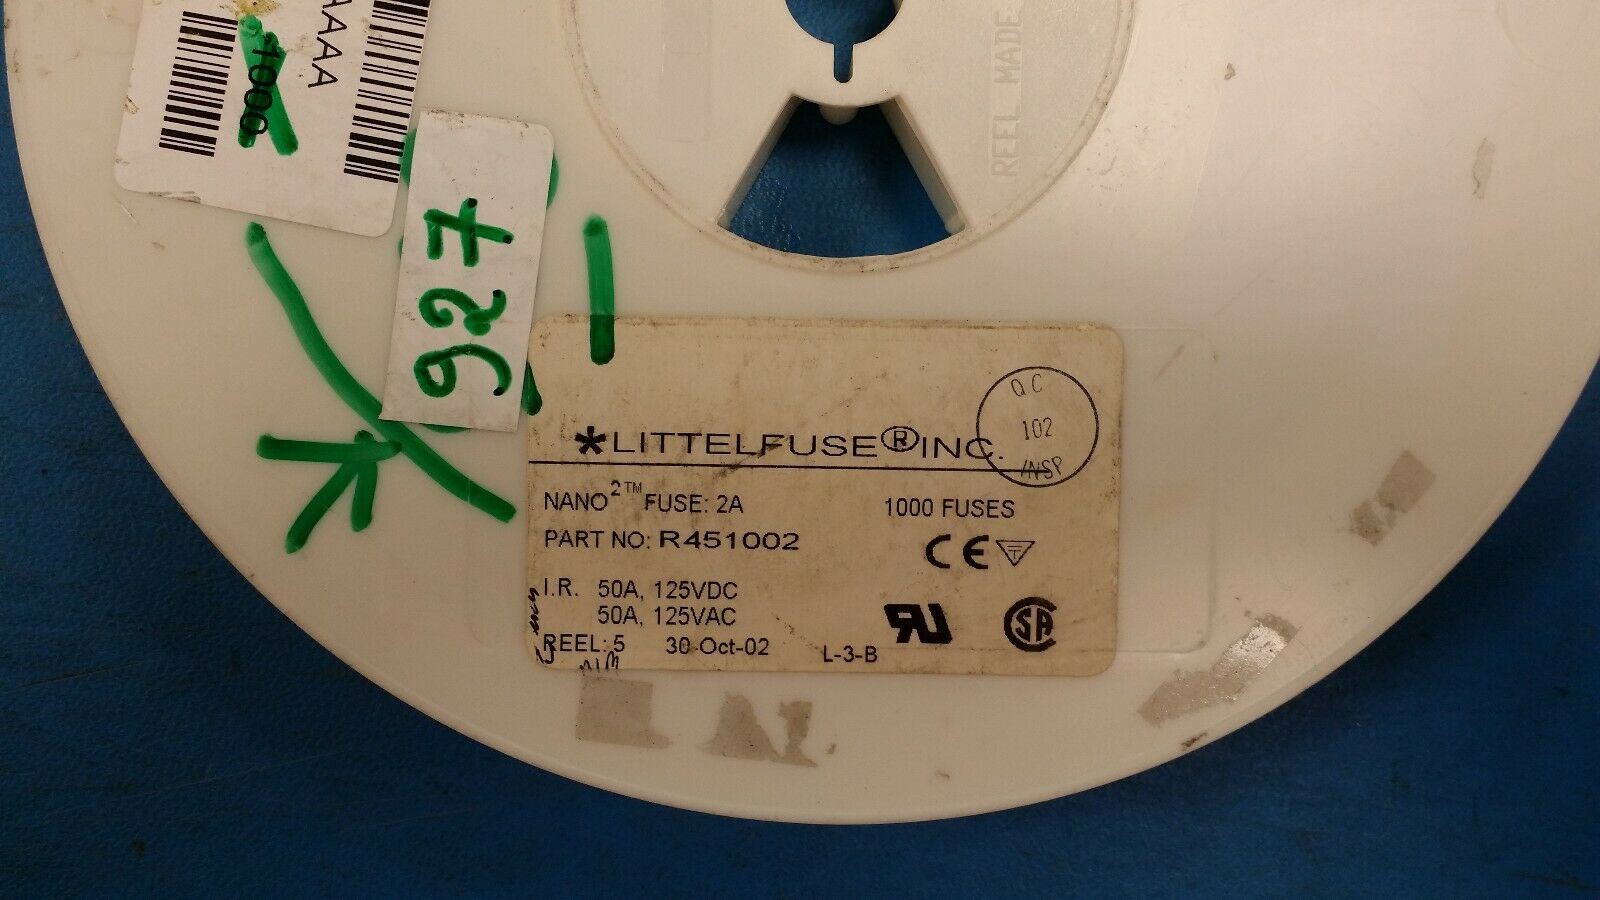 AAAA
1000
927
REEL MADE
*LITTELFUSE® INC.
Q.C
102
INSP
NANO²™ FUSE: 2A 1000 FUSES
PART NO: R451002
CE T
I.R. 50A, 125VDC
50A, 125VAC
REEL: 5 30-Oct-02 L-3-B